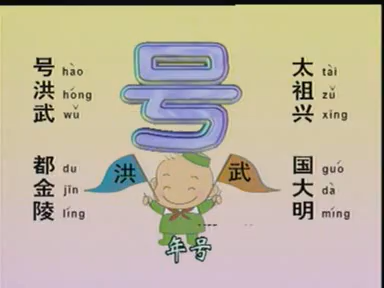 太 tài
祖 zǔ
兴 xīng
国 guó
大 dà
明 míng
号 hào
洪 hóng
武 wǔ
都 du
金 jīn
陵 líng
号
洪 武
年号